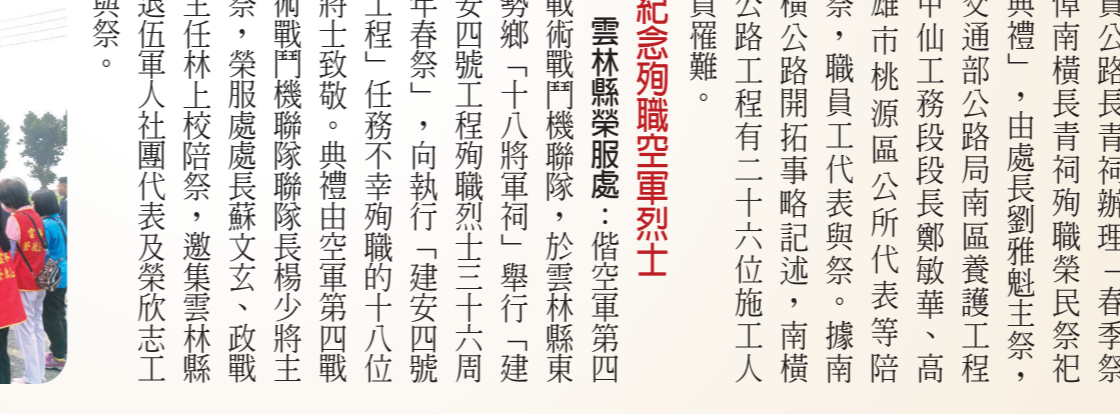 員公路長青祠辦理「春季祭
悼南橫長青祠殉職榮民祭祀
典禮」，由處長劉雅魁主祭，
交通部公路局南區養護工程
甲仙工務段段長鄭敏華、高
雄市桃源區公所代表等陪
祭，職員工代表與祭。據南
橫公路開拓事略記述，南橫
公路工程有二十六位施工人
員罹難。
紀念殉職空軍烈士
雲林縣榮服處：偕空軍第四
戰術戰鬥機聯隊，於雲林縣東
勢鄉「十八將軍祠」舉行「建
安四號工程殉職烈士三十六周
年春祭」，向執行「建安四號
工程」任務不幸殉職的十八位
將士致敬。典禮由空軍第四戰
術戰鬥機聯隊聯隊長楊少將主
祭，榮服處處長蘇文玄、政戰
主任林上校陪祭，邀集雲林縣
退伍軍人社團代表及榮欣志工
與祭。